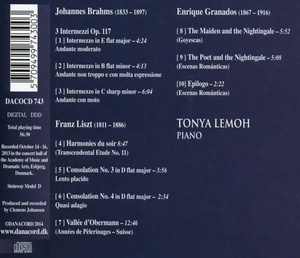 Johannes Brahms (1833 – 1897)
3 Intermezzi Op. 117
[ 1 ] Intermezzo in E flat major - 4:24
Andante moderato
[ 2 ] Intermezzo in B flat minor - 4:13
Andante non troppo e con molta espressione
[ 3 ] Intermezzo in C sharp minor - 6:04
Andante con moto
Franz Liszt (1811 – 1886)
[ 4 ] Harmonies du soir 8:47
(Transcendental Etude No. 11)
[ 5 ] Consolation No. 3 in D flat major - 3:56
Lento placido
[ 6 ] Consolation No. 4 in D flat major - 2:34
Quasi adagio
[ 7 ] Vallée d'Obermann – 12:46
(Années de Pèlerinages – Suisse)
Enrique Granados (1867 – 1916)
[ 8 ] The Maiden and the Nightingale - 5:52
(Goyescas)
[ 9 ] The Poet and the Nightingale - 5:08
(Escenas Románticas)
[ 10] Epilogo - 2:22
(Escenas Románticas)
TONYA LEMOH
PIANO
5 709499 743003
DACOCD 743
DIGITAL DDD
Total playing time
56:30
Recorded October 14 - 16,
2013 in the concert hall of
the Academy of Music and
Dramatic Arts, Esbjerg,
Denmark.
Steinway Model D
Produced and recorded by
Clemens Johansen
©DANACORD 2014
www.danacord.dk